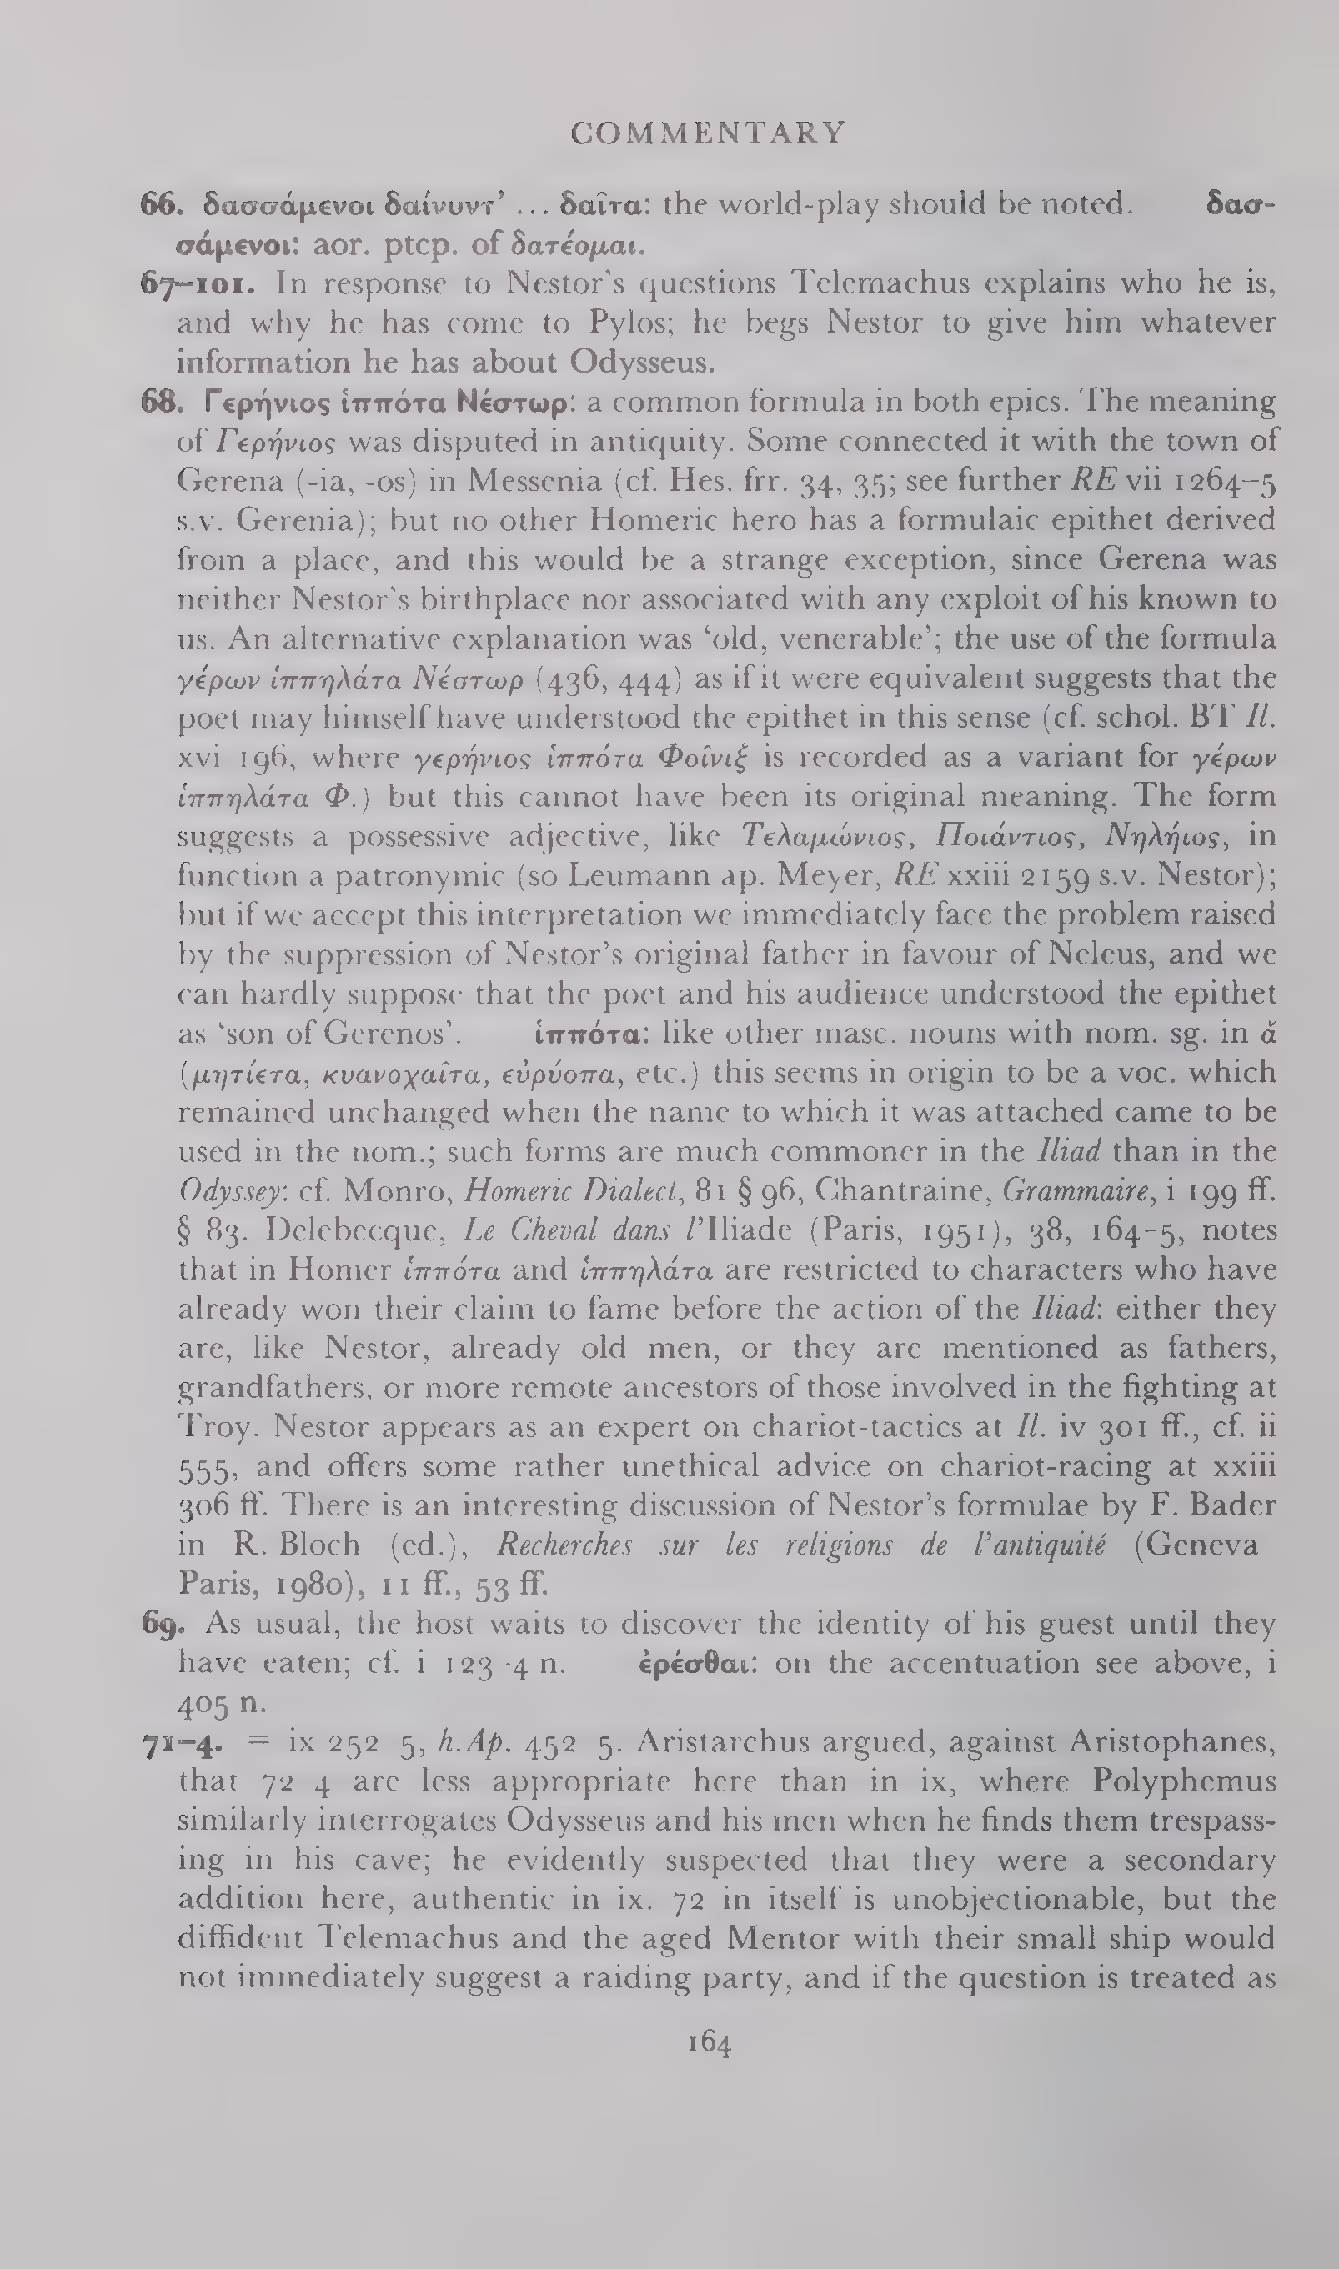 COMMENTARY
66. δασσάμενοι δαίνυντ’ ... δαῖτα: the world-play should be noted. δασ-
σάμενοι: aor. ptcp. of δατέομαι.
67–101. In response to Nestor's questions Telemachus explains who he is,
and why he has come to Pylos; he begs Nestor to give him whatever
information he has about Odysseus.
68. Γερήνιος ἱππότα Νέστωρ: a common formula in both epics. The meaning
of Γερήνιος was disputed in antiquity. Some connected it with the town of
Gerena (-ia, -os) in Messenia (cf. Hes. frr. 34, 35; see further RE vii 1264–5
s.v. Gerenia); but no other Homeric hero has a formulaic epithet derived
from a place, and this would be a strange exception, since Gerena was
neither Nestor's birthplace nor associated with any exploit of his known to
us. An alternative explanation was ‘old, venerable’; the use of the formula
γέρων ἱππηλάτα Νέστωρ (436, 444) as if it were equivalent suggests that the
poet may himself have understood the epithet in this sense (cf. schol. BT Il.
xvi 196, where γερήνιος ἱππότα Φοῖνιξ is recorded as a variant for γέρων
ἱππηλάτα Φ.) but this cannot have been its original meaning. The form
suggests a possessive adjective, like Τελαμώνιος, Ποιάντιος, Νηλήιος, in
function a patronymic (so Leumann ap. Meyer, RE xxiii 2159 s.v. Nestor);
but if we accept this interpretation we immediately face the problem raised
by the suppression of Nestor’s original father in favour of Neleus, and we
can hardly suppose that the poet and his audience understood the epithet
as ‘son of Gerenos’. ἱππότα: like other masc. nouns with nom. sg. in ᾰ
(μητίετα, κυανοχαῖτα, εὐρύοπα, etc.) this seems in origin to be a voc. which
remained unchanged when the name to which it was attached came to be
used in the nom.; such forms are much commoner in the Iliad than in the
Odyssey: cf. Monro, Homeric Dialect, 81 § 96, Chantraine, Grammaire, i 199 ff.
§ 83. Delebecque, Le Cheval dans l’Iliade (Paris, 1951), 38, 164–5, notes
that in Homer ἱππότα and ἱππηλάτα are restricted to characters who have
already won their claim to fame before the action of the Iliad: either they
are, like Nestor, already old men, or they are mentioned as fathers,
grandfathers, or more remote ancestors of those involved in the fighting at
Troy. Nestor appears as an expert on chariot-tactics at Il. iv 301 ff., cf. ii
555, and offers some rather unethical advice on chariot-racing at xxiii
306 ff. There is an interesting discussion of Nestor’s formulae by F. Bader
in R. Bloch (ed.), Recherches sur les religions de l’antiquité (Geneva
Paris, 1980), 11 ff., 53 ff.
69. As usual, the host waits to discover the identity of his guest until they
have eaten; cf. i 123-4 n. ἐρέσθαι: on the accentuation see above, i
405 n.
71–4. = ix 252 5, h.Ap. 452 5. Aristarchus argued, against Aristophanes,
that 72 4 are less appropriate here than in ix, where Polyphemus
similarly interrogates Odysseus and his men when he finds them trespass-
ing in his cave; he evidently suspected that they were a secondary
addition here, authentic in ix. 72 in itself is unobjectionable, but the
diffident Telemachus and the aged Mentor with their small ship would
not immediately suggest a raiding party, and if the question is treated as
164